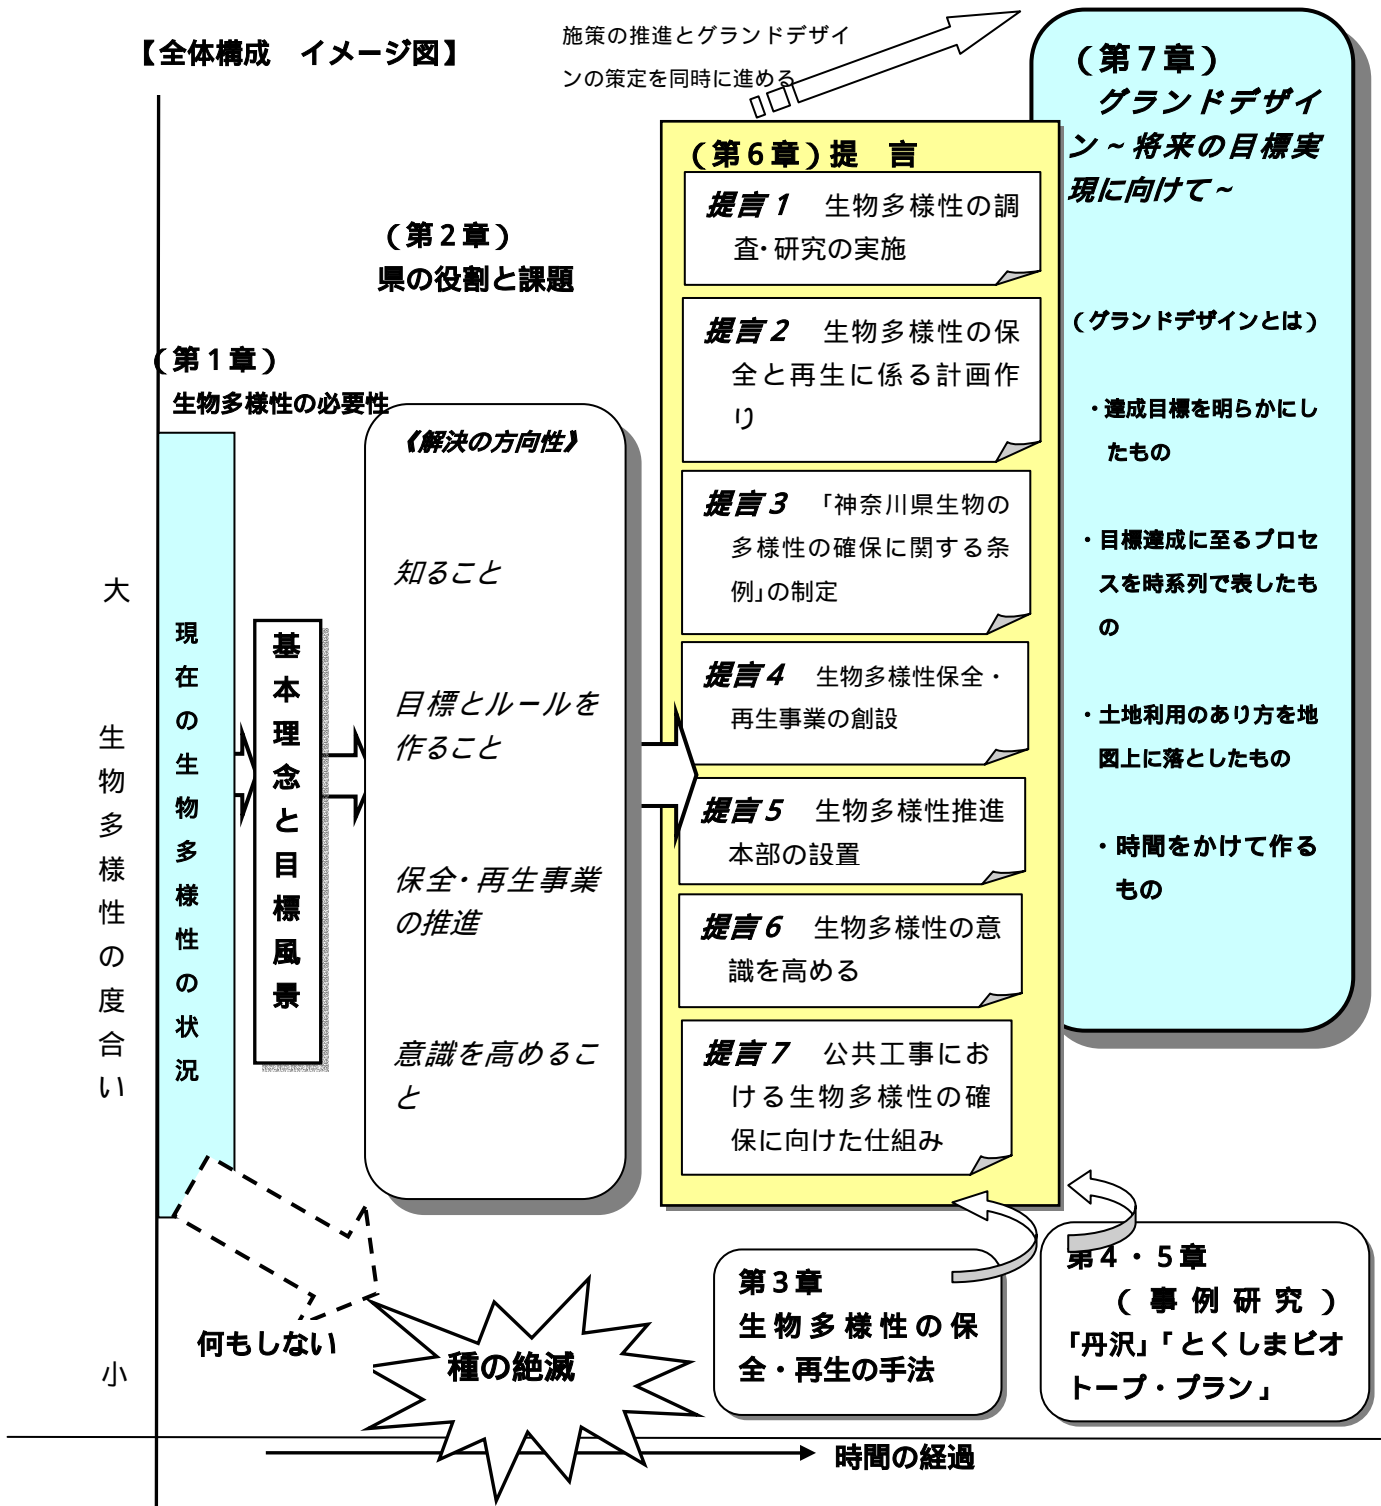 【全体構成　イメージ図】
施策の推進とグランドデザイ
ンの策定を同時に進める
（第７章）
グランドデザイ
ン～将来の目標実
現に向けて～
（グランドデザインとは）
・達成目標を明らかにし
たもの
・目標達成に至るプロセ
スを時系列で表したも
の
・土地利用のあり方を地
図上に落としたもの
・時間をかけて作る
もの
（第６章）提　言
提言１　生物多様性の調
査・研究の実施
提言２　生物多様性の保
全と再生に係る計画作
り
提言３　「神奈川県生物の
多様性の確保に関する条
例」の制定
提言４　生物多様性保全・
再生事業の創設
提言５　生物多様性推進
本部の設置
提言６　生物多様性の意
識を高める
提言７　公共工事にお
ける生物多様性の確
保に向けた仕組み
（第２章）
県の役割と課題
《解決の方向性》
知ること
目標とルールを
作ること
保全・再生事業
の推進
意識を高めるこ
と
（第１章）
生物多様性の必要性
現在の生物多様性の状況
基本理念と目標風景
大
生物多様性の度合い
小
何もしない
種の絶滅
第３章
生物多様性の保
全・再生の手法
第４・５章
（事例研究）
「丹沢」「とくしまビオ
トープ・プラン」
時間の経過